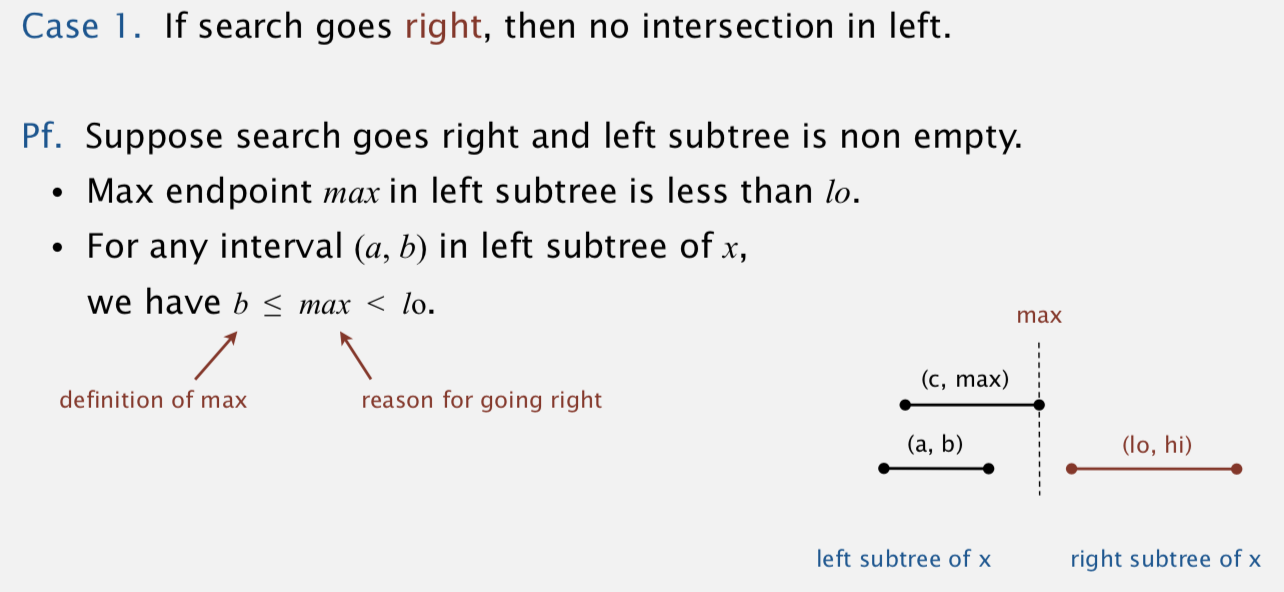 Case 1. If search goes right, then no intersection in left.
Pf. Suppose search goes right and left subtree is non empty.
• Max endpoint max in left subtree is less than lo.
• For any interval (a, b) in left subtree of x,
we have b ≤ max < lo.
definition of max
reason for going right
max
(c, max)
(a, b)
(lo, hi)
left subtree of x
right subtree of x